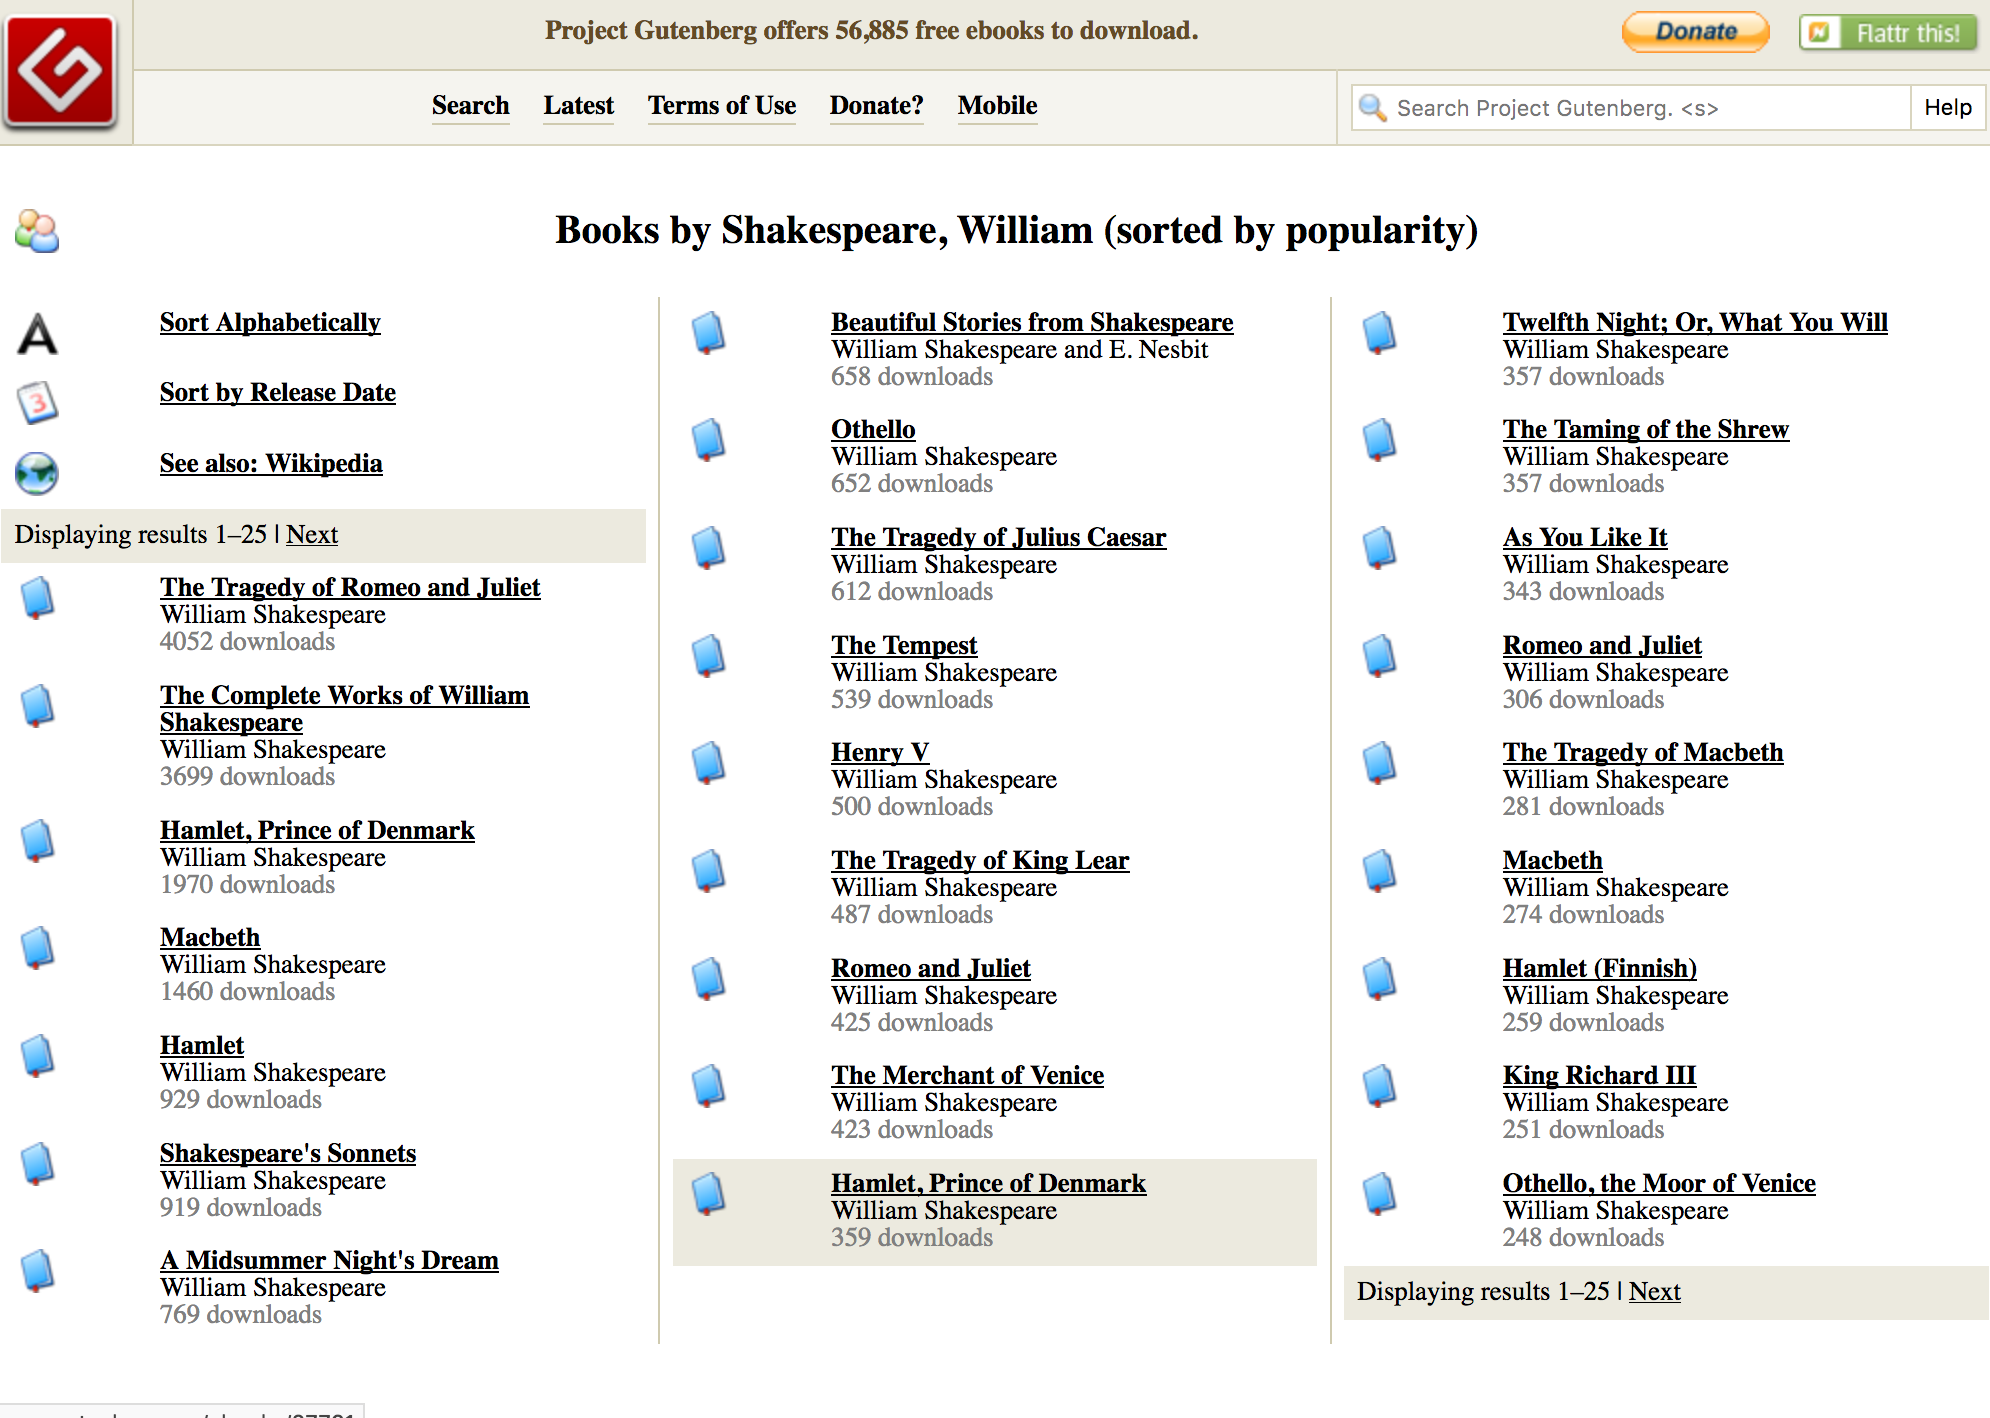 Project Gutenberg offers 56,885 free ebooks to download.
Donate
Flattr this!
Search Latest Terms of Use Donate? Mobile
Search Project Gutenberg. <s>
Help
Books by Shakespeare, William (sorted by popularity)
Sort Alphabetically
3
Sort by Release Date
See also: Wikipedia
Displaying results 1–25 | Next
The Tragedy of Romeo and Juliet
William Shakespeare
4052 downloads
The Complete Works of William
Shakespeare
William Shakespeare
3699 downloads
Hamlet, Prince of Denmark
William Shakespeare
1970 downloads
Macbeth
William Shakespeare
1460 downloads
Hamlet
William Shakespeare
929 downloads
Shakespeare's Sonnets
William Shakespeare
919 downloads
A Midsummer Night's Dream
William Shakespeare
769 downloads
Beautiful Stories from Shakespeare
William Shakespeare and E. Nesbit
658 downloads
Othello
William Shakespeare
652 downloads
The Tragedy of Julius Caesar
William Shakespeare
612 downloads
The Tempest
William Shakespeare
539 downloads
Henry V
William Shakespeare
500 downloads
The Tragedy of King Lear
William Shakespeare
487 downloads
Romeo and Juliet
William Shakespeare
425 downloads
The Merchant of Venice
William Shakespeare
423 downloads
Hamlet, Prince of Denmark
William Shakespeare
359 downloads
Twelfth Night; Or, What You Will
William Shakespeare
357 downloads
The Taming of the Shrew
William Shakespeare
357 downloads
As You Like It
William Shakespeare
343 downloads
Romeo and Juliet
William Shakespeare
306 downloads
The Tragedy of Macbeth
William Shakespeare
281 downloads
Macbeth
William Shakespeare
274 downloads
Hamlet (Finnish)
William Shakespeare
259 downloads
King Richard III
William Shakespeare
251 downloads
Othello, the Moor of Venice
William Shakespeare
248 downloads
Displaying results 1–25 | Next